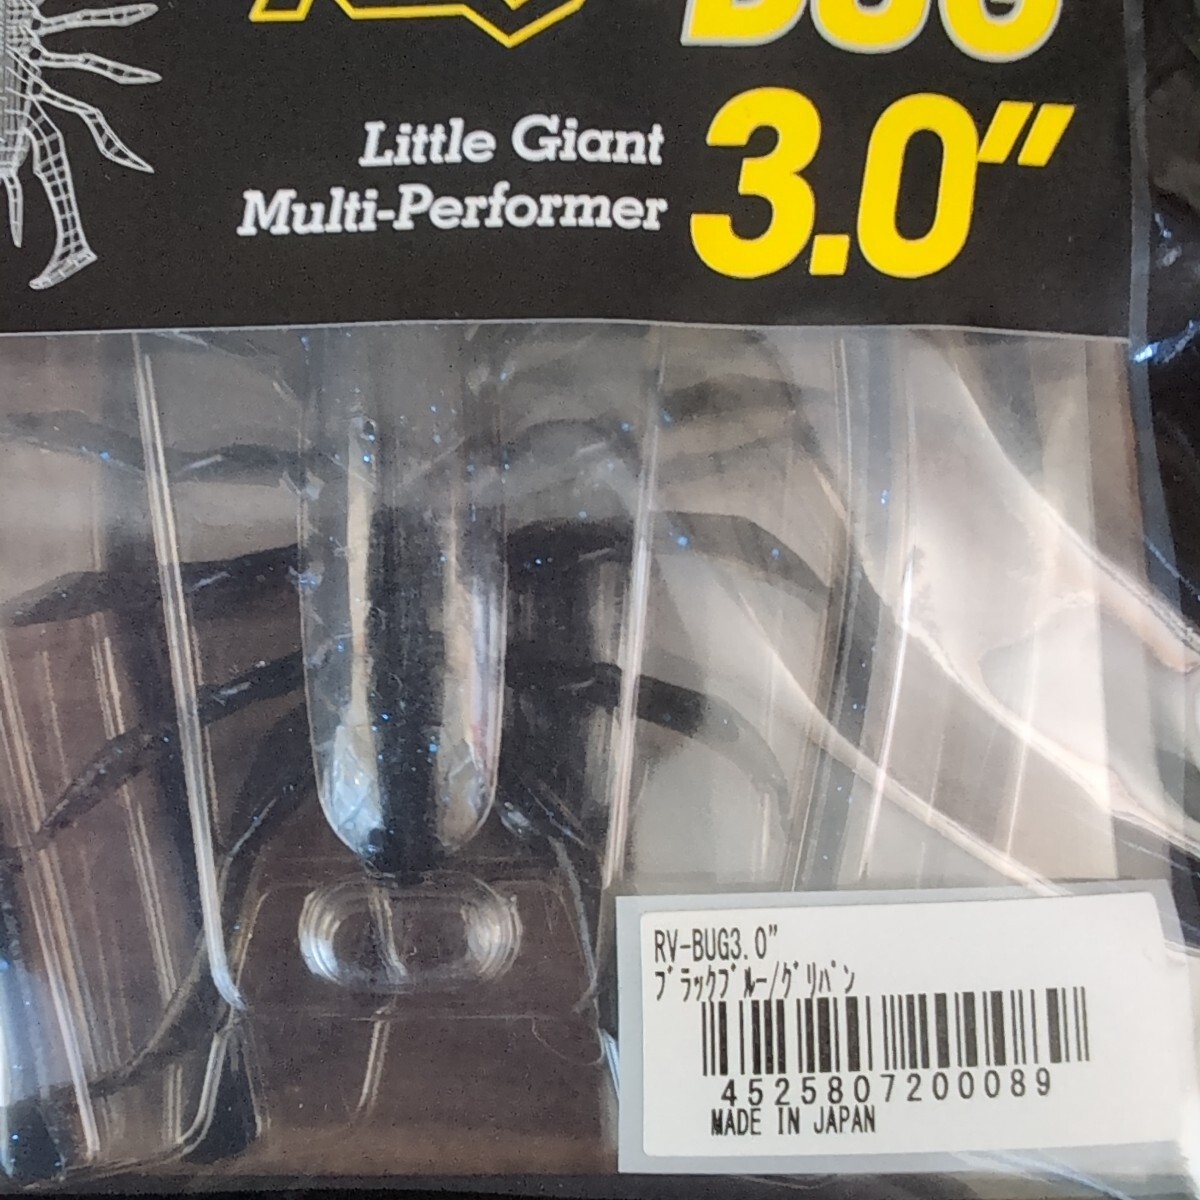 BUG
Little Giant
Multi-Performer
3.0"
RV-BUG3.0"
ﾌﾞﾗｯｸﾌﾞﾙｰ/ｸﾞﾘﾊﾟﾝ
4525807200089
MADE IN JAPAN